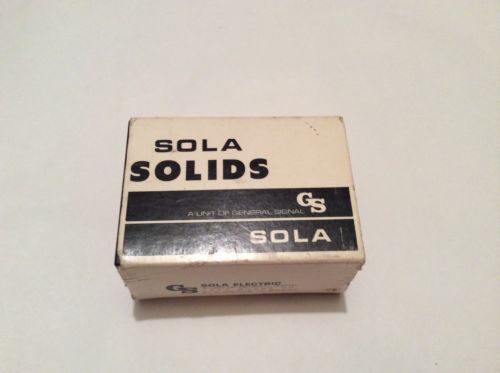 SOLA
SOLIDS
GS
A UNIT OF GENERAL SIGNAL
SOLA
GS SOLA ELECTRIC